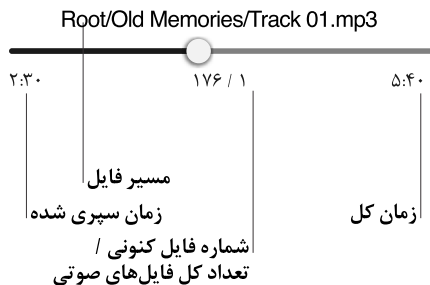 Root/Old Memories/Track 01.mp3
۲:۳۰
۱۷۶ / ۱
۵:۴۰
مسیر فایل
زمان سپری شده
زمان کل
شماره فایل کنونی /
تعداد کل فایل‌های صوتی